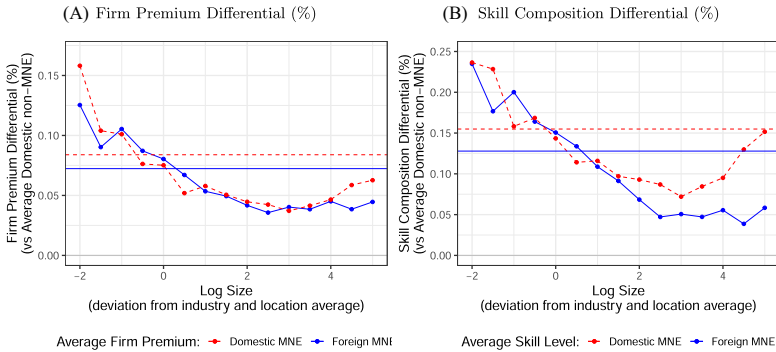 (A) Firm Premium Differential (%)
Firm Premium Differential (%)
(vs Average Domestic non−MNE)
0.15
0.10
0.05
0.00
−2
0
2
4
Log Size
(deviation from industry and location average)
Average Firm Premium: Domestic MNE Foreign MNE
(B) Skill Composition Differential (%)
Skill Composition Differential (%)
(vs Average Domestic non−MNE)
0.25
0.20
0.15
0.10
0.05
0.00
−2
0
2
4
Log Size
(deviation from industry and location average)
Average Skill Level: Domestic MNE Foreign MNE